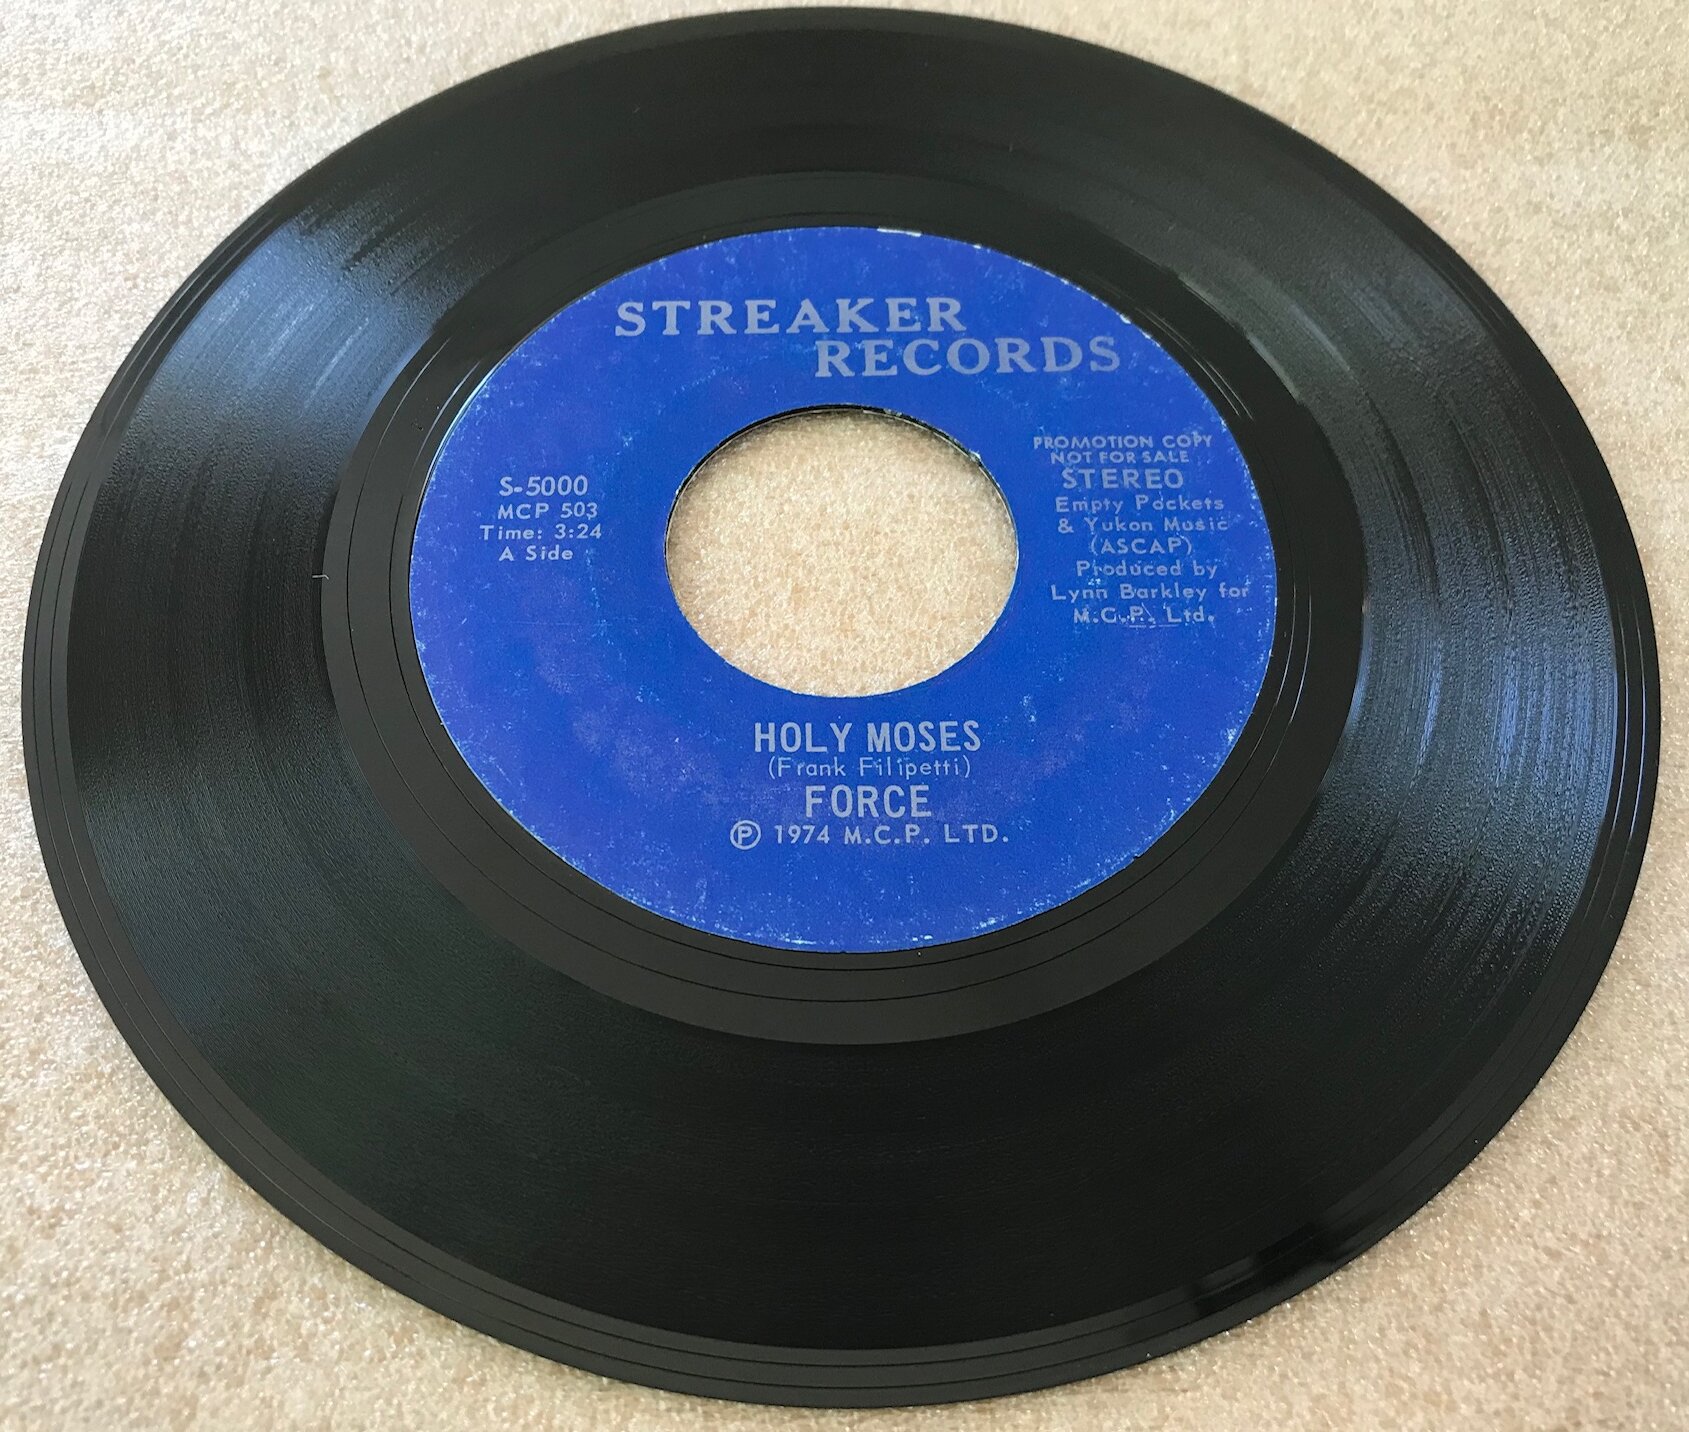 STREAKER
RECORDS
S-5000
MCP 503
Time: 3:24
A Side
PROMOTION COPY
NOT FOR SALE
STEREO
Empty Pockets
& Yukon Music
(ASCAP)
Produced by
Lynn Barkley for
M.C.P. Ltd.
HOLY MOSES
(Frank Filipetti)
FORCE
Ⓟ 1974 M.C.P. LTD.